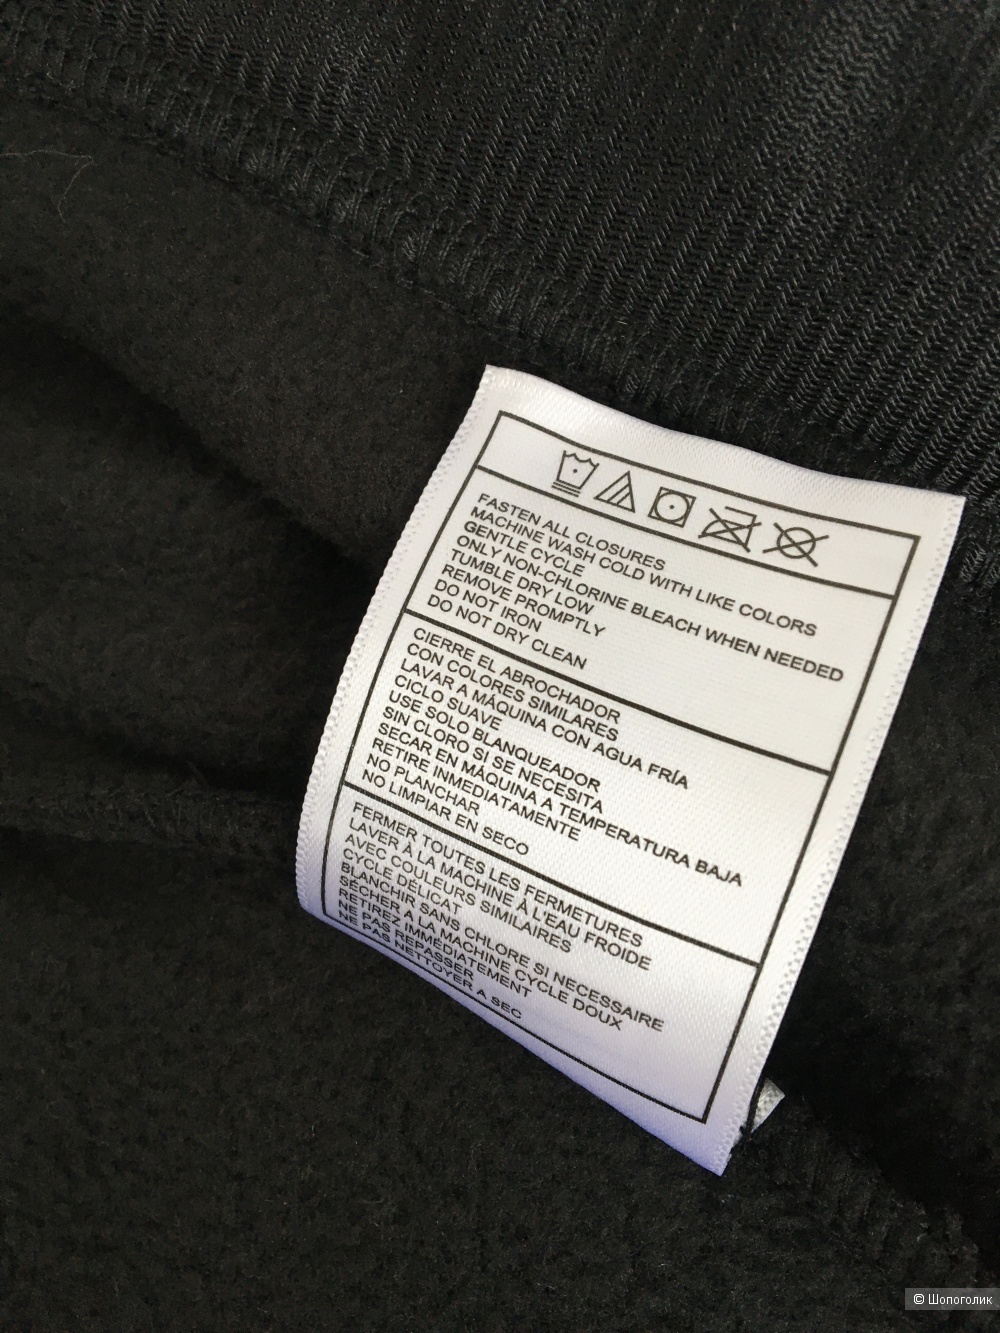 FASTEN ALL CLOSURES
MACHINE WASH COLD WITH LIKE COLORS
GENTLE CYCLE
ONLY NON-CHLORINE BLEACH WHEN NEEDED
TUMBLE DRY LOW
REMOVE PROMPTLY
DO NOT IRON
DO NOT DRY CLEAN
CIERRE EL ABROCHADOR
CON COLORES SIMILARES
LAVAR A MÁQUINA CON AGUA FRÍA
CICLO SUAVE
USE SOLO BLANQUEADOR
SIN CLORO SI SE NECESITA
SECAR EN MÁQUINA A TEMPERATURA BAJA
RETIRE INMEDIATAMENTE
NO PLANCHAR
NO LIMPIAR EN SECO
FERMER TOUTES LES FERMETURES
LAVER À LA MACHINE À L'EAU FROIDE
AVEC COULEURS SIMILAIRES
CYCLE DÉLICAT
BLANCHIR SANS CHLORE SI NECESSAIRE
SÉCHER A LA MACHINE CYCLE DOUX
RETIREZ IMMÉDIATEMENT
NE PAS REPASSER
NE PAS NETTOYER A SEC
© Шопоголик